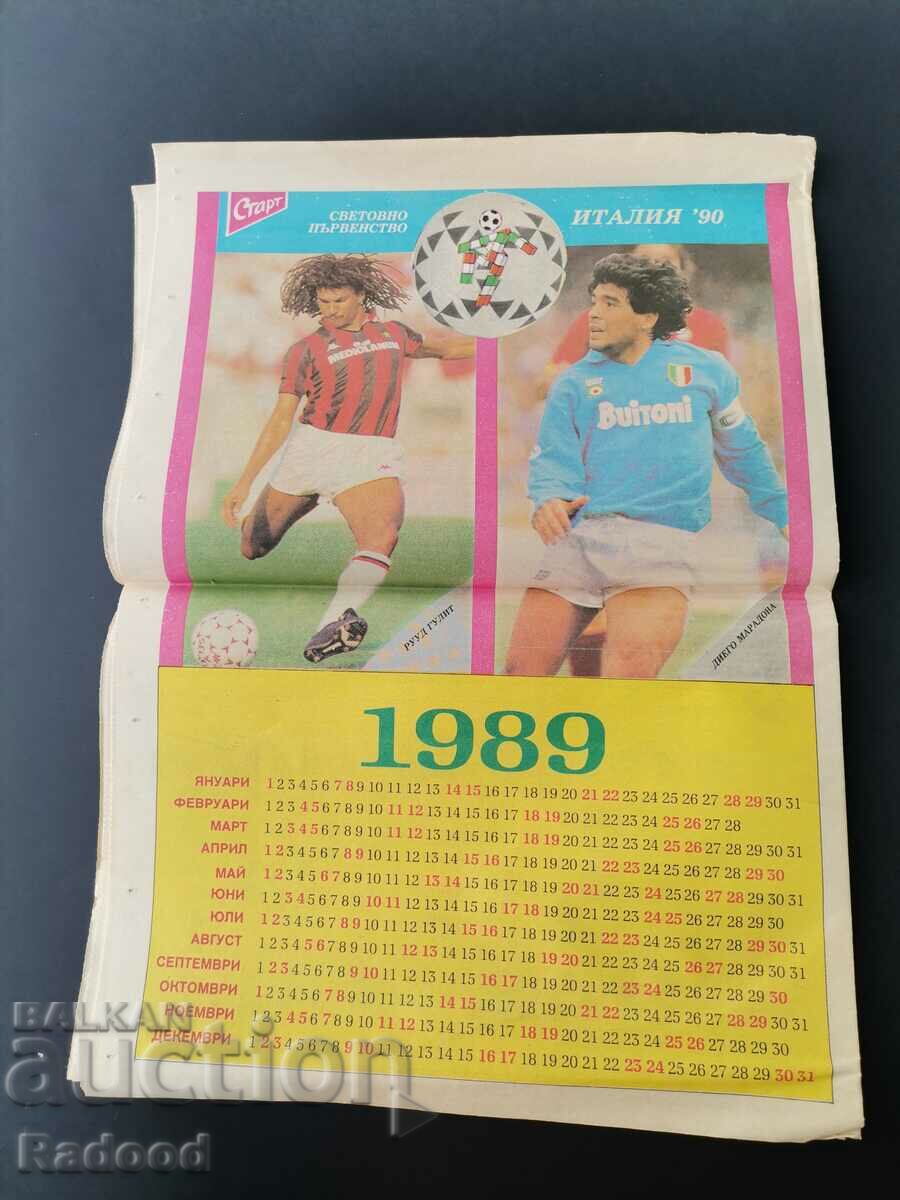 Старт
СВЕТОВНО
ПЪРВЕНСТВО
ИТАЛИЯ '90
MEDIOLANUM
Buitoni
РУУД ГУЛИТ
ДИЕГО МАРАДОНА
1989
ЯНУАРИ 1 2 3 4 5 6 7 8 9 10 11 12 13 14 15 16 17 18 19 20 21 22 23 24 25 26 27 28 29 30 31
ФЕВРУАРИ 1 2 3 4 5 6 7 8 9 10 11 12 13 14 15 16 17 18 19 20 21 22 23 24 25 26 27 28
МАРТ 1 2 3 4 5 6 7 8 9 10 11 12 13 14 15 16 17 18 19 20 21 22 23 24 25 26 27 28 29 30 31
АПРИЛ 1 2 3 4 5 6 7 8 9 10 11 12 13 14 15 16 17 18 19 20 21 22 23 24 25 26 27 28 29 30
МАЙ 1 2 3 4 5 6 7 8 9 10 11 12 13 14 15 16 17 18 19 20 21 22 23 24 25 26 27 28 29 30 31
ЮНИ 1 2 3 4 5 6 7 8 9 10 11 12 13 14 15 16 17 18 19 20 21 22 23 24 25 26 27 28 29 30
ЮЛИ 1 2 3 4 5 6 7 8 9 10 11 12 13 14 15 16 17 18 19 20 21 22 23 24 25 26 27 28 29 30 31
АВГУСТ 1 2 3 4 5 6 7 8 9 10 11 12 13 14 15 16 17 18 19 20 21 22 23 24 25 26 27 28 29 30 31
СЕПТЕМВРИ 1 2 3 4 5 6 7 8 9 10 11 12 13 14 15 16 17 18 19 20 21 22 23 24 25 26 27 28 29 30
ОКТОМВРИ 1 2 3 4 5 6 7 8 9 10 11 12 13 14 15 16 17 18 19 20 21 22 23 24 25 26 27 28 29 30 31
НОЕМВРИ 1 2 3 4 5 6 7 8 9 10 11 12 13 14 15 16 17 18 19 20 21 22 23 24 25 26 27 28 29 30
ДЕКЕМВРИ 1 2 3 4 5 6 7 8 9 10 11 12 13 14 15 16 17 18 19 20 21 22 23 24 25 26 27 28 29 30 31
BALKAN
auction
Radood